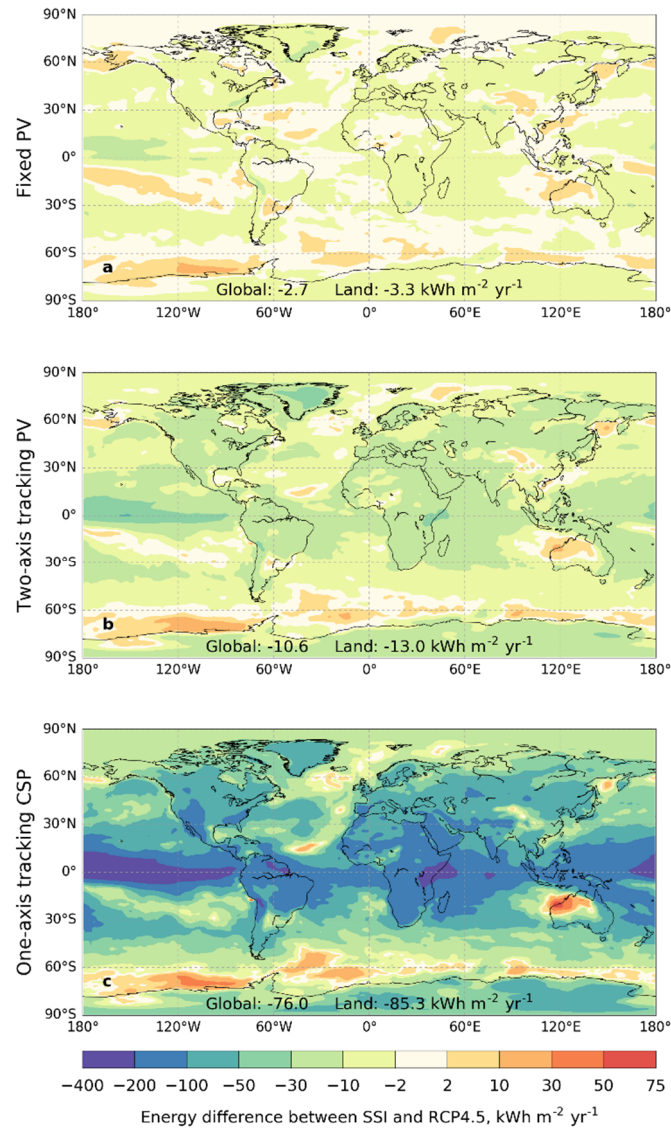 90°N
60°N
30°N
0°
30°S
60°S
90°S
Fixed PV
a
Global: -2.7 Land: -3.3 kWh m⁻² yr⁻¹
180° 120°W 60°W 0° 60°E 120°E 180°
90°N
60°N
30°N
0°
30°S
60°S
90°S
Two-axis tracking PV
b
Global: -10.6 Land: -13.0 kWh m⁻² yr⁻¹
180° 120°W 60°W 0° 60°E 120°E 180°
90°N
60°N
30°N
0°
30°S
60°S
90°S
One-axis tracking CSP
c
Global: -76.0 Land: -85.3 kWh m⁻² yr⁻¹
180° 120°W 60°W 0° 60°E 120°E 180°
−400 −200 −100 −50 −30 −10 −2 2 10 30 50 75
Energy difference between SSI and RCP4.5, kWh m⁻² yr⁻¹